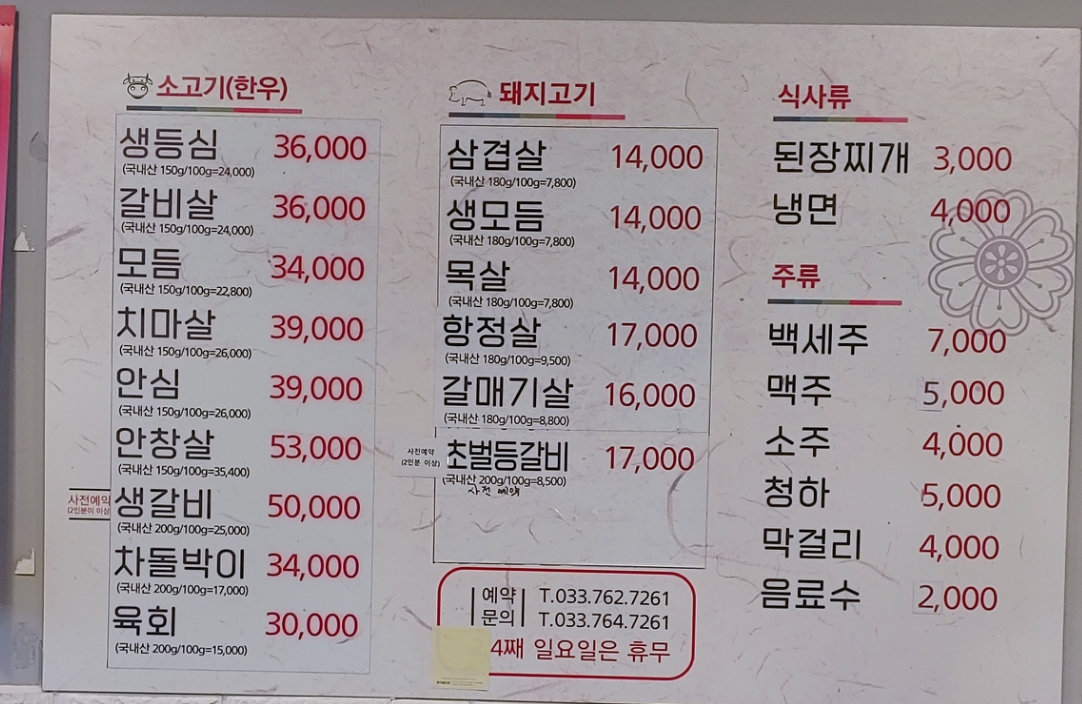 소고기(한우)
생등심 36,000
(국내산 150g/100g=24,000)
갈비살 36,000
(국내산 150g/100g=24,000)
모듬 34,000
(국내산 150g/100g=22,800)
치마살 39,000
(국내산 150g/100g=26,000)
안심 39,000
(국내산 150g/100g=26,000)
안창살 53,000
(국내산 150g/100g=35,400)
사전예약
(2인분이 이상)
생갈비 50,000
(국내산 200g/100g=25,000)
차돌박이 34,000
(국내산 200g/100g=17,000)
육회 30,000
(국내산 200g/100g=15,000)
돼지고기
삼겹살 14,000
(국내산 180g/100g=7,800)
생모듬 14,000
(국내산 180g/100g=7,800)
목살 14,000
(국내산 180g/100g=7,800)
항정살 17,000
(국내산 180g/100g=9,500)
갈매기살 16,000
(국내산 180g/100g=8,800)
사전예약
(2인분 이상)
초벌등갈비 17,000
(국내산 200g/100g=8,500)
사전 예약
예약 T.033.762.7261
문의 T.033.764.7261
4째 일요일은 휴무
식사류
된장찌개 3,000
냉면 4,000
주류
백세주 7,000
맥주 5,000
소주 4,000
청하 5,000
막걸리 4,000
음료수 2,000